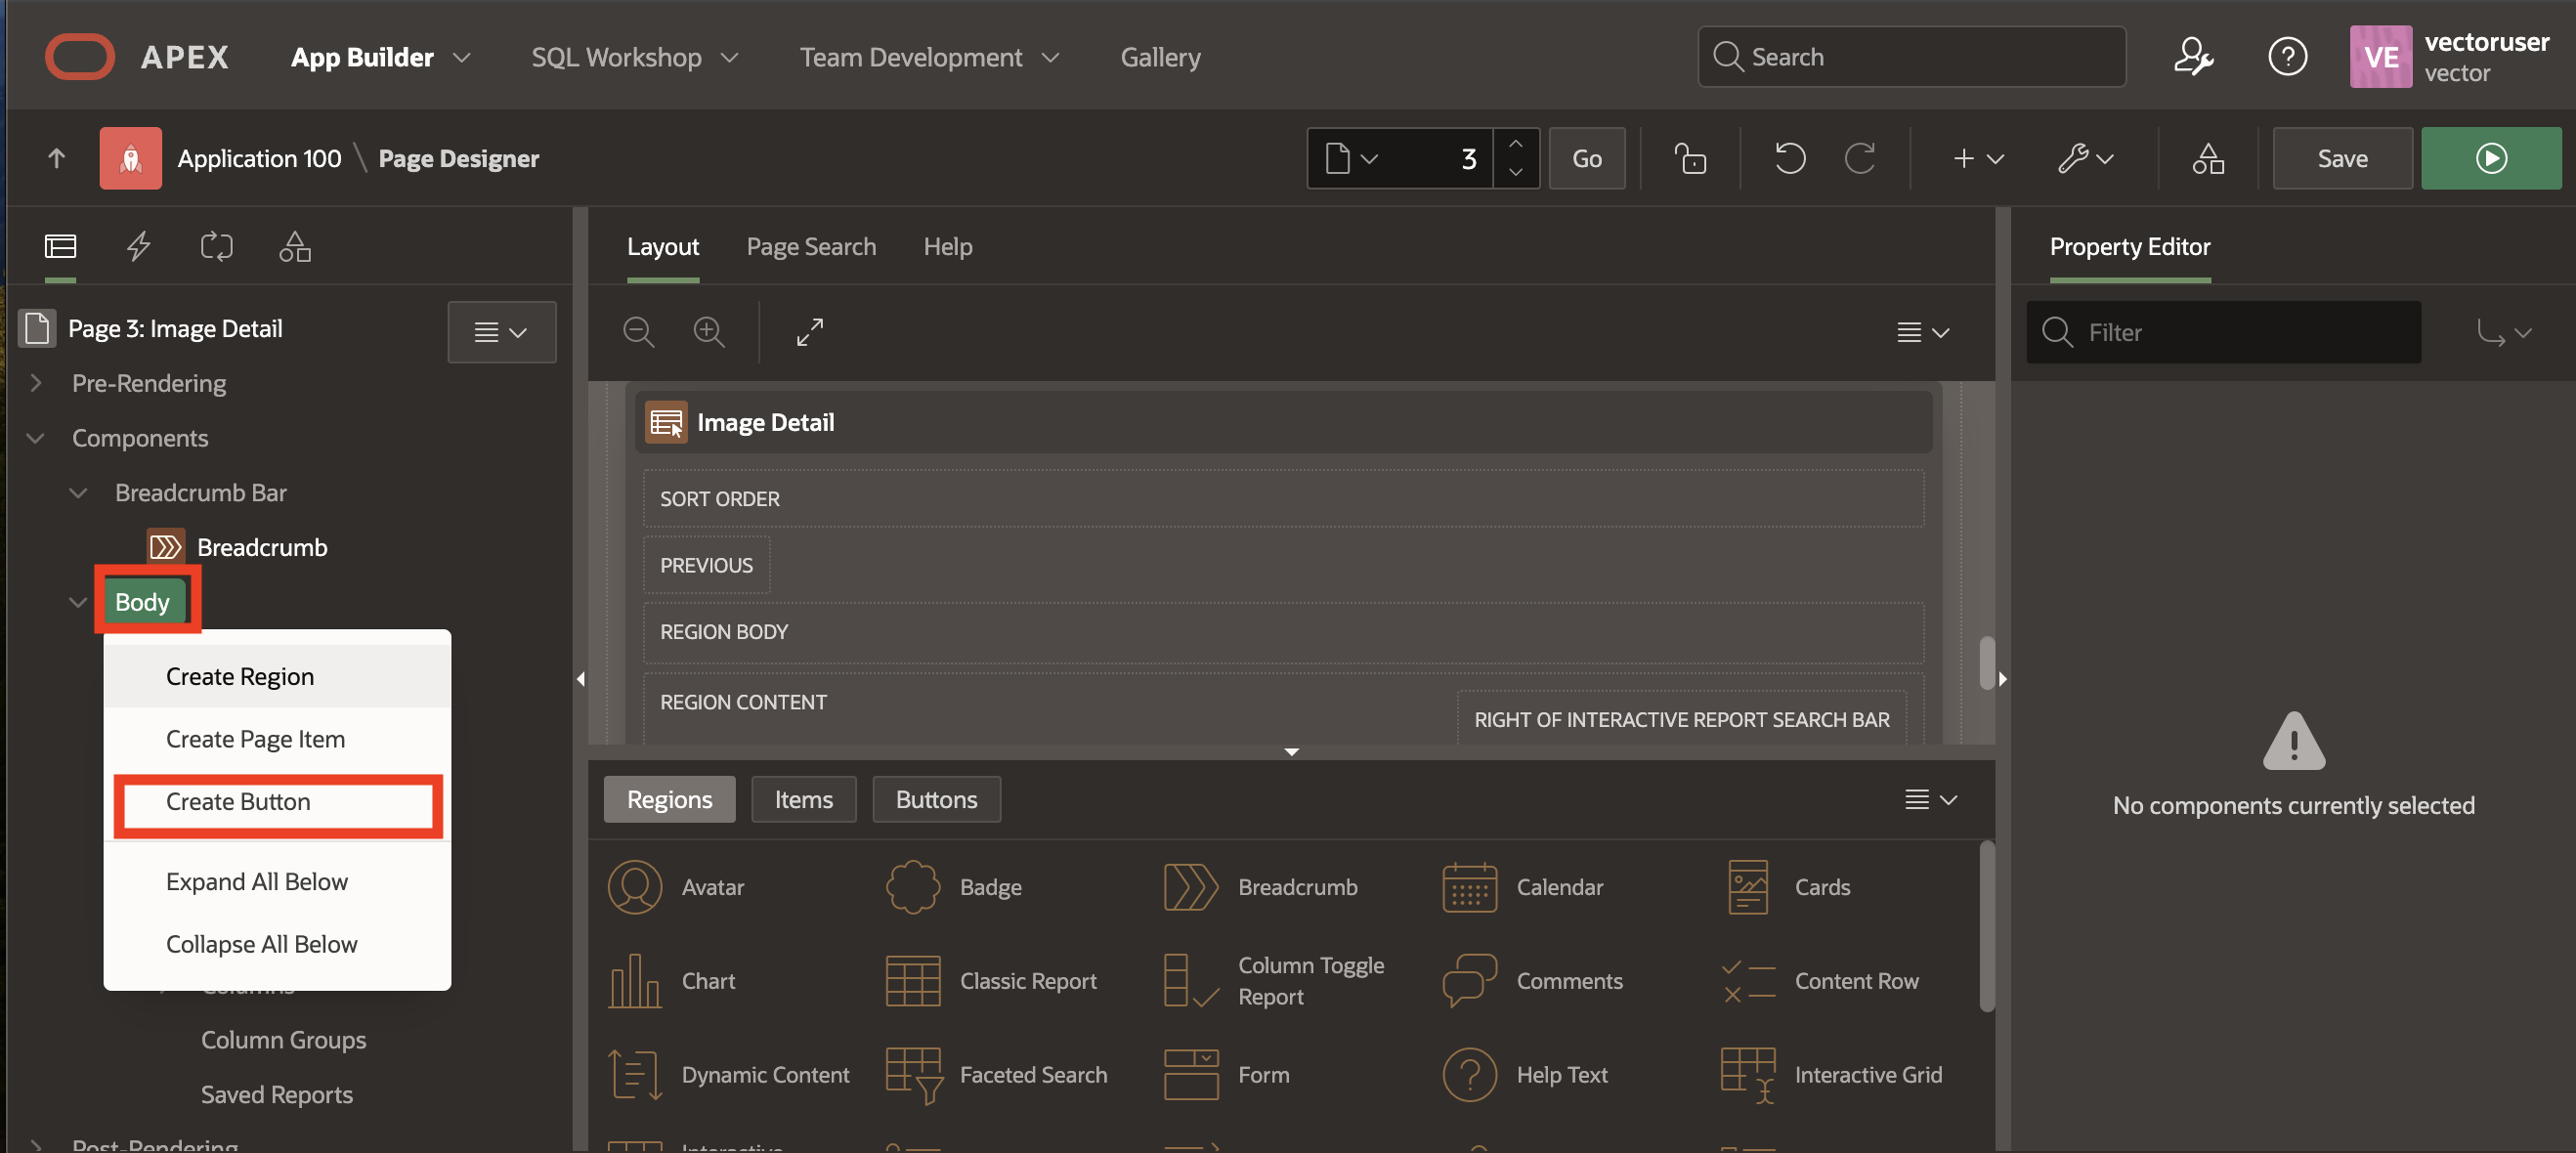 APEX
App Builder
SQL Workshop
Team Development
Gallery
Search
VE
vectoruser
vector
Application 100 \ Page Designer
3
Go
Save
Layout
Page Search
Help
Property Editor
Page 3: Image Detail
Filter
Pre-Rendering
Components
Breadcrumb Bar
Breadcrumb
Body
Create Region
Create Page Item
Create Button
Expand All Below
Collapse All Below
Columns
Column Groups
Saved Reports
Post-Rendering
Image Detail
SORT ORDER
PREVIOUS
REGION BODY
REGION CONTENT
RIGHT OF INTERACTIVE REPORT SEARCH BAR
Regions
Items
Buttons
Avatar
Badge
Breadcrumb
Calendar
Cards
Chart
Classic Report
Column Toggle
Report
Comments
Content Row
Dynamic Content
Faceted Search
Form
Help Text
Interactive Grid
Interactive
No components currently selected